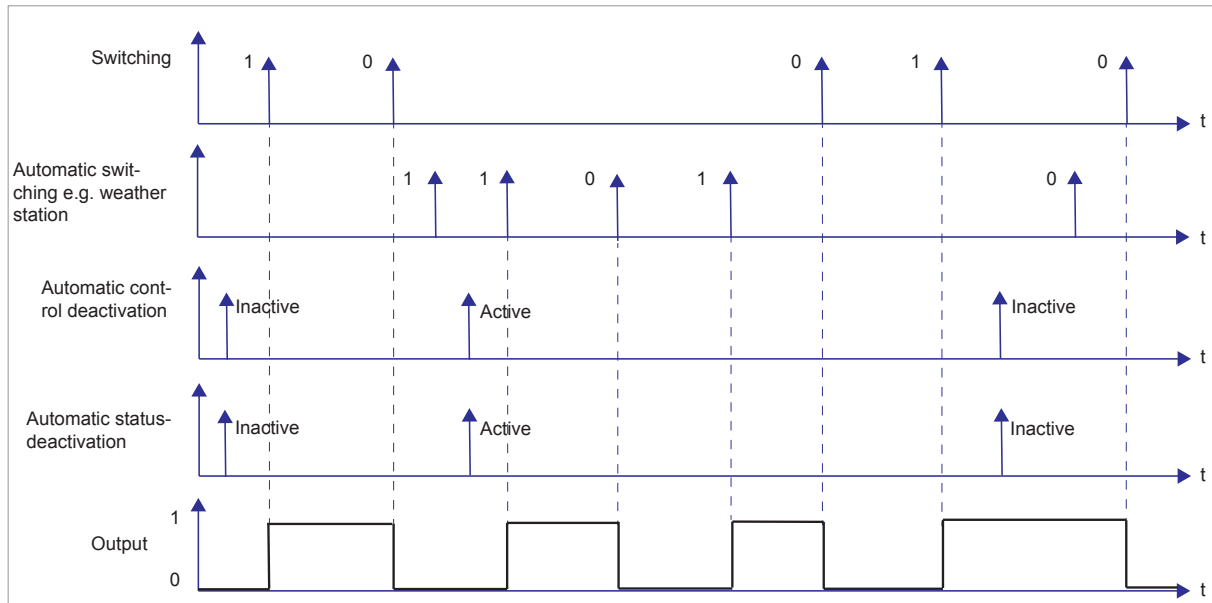 Switching
1
0
0
1
0
t
Automatic swit-
ching e.g. weather
station
1
1
0
1
0
t
Automatic cont-
rol deactivation
Inactive
Active
Inactive
t
Automatic status-
deactivation
Inactive
Active
Inactive
t
1
Output
0
t